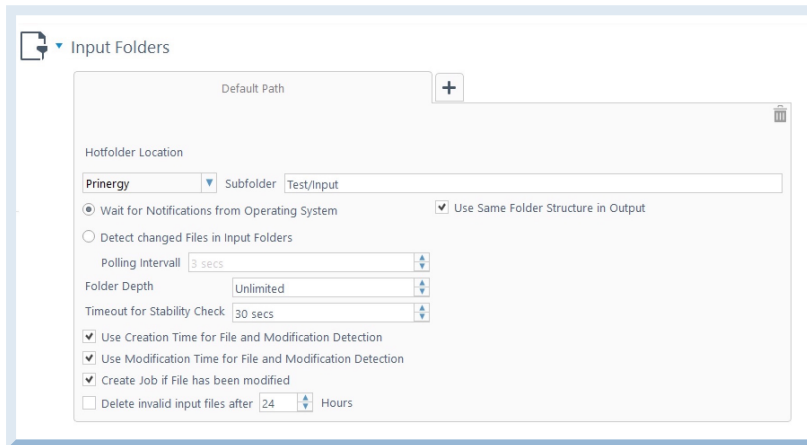 Input Folders
Default Path
Hotfolder Location
Prinergy Subfolder Test/Input
Wait for Notifications from Operating System Use Same Folder Structure in Output
Detect changed Files in Input Folders
Polling Intervall 3 secs
Folder Depth Unlimited
Timeout for Stability Check 30 secs
Use Creation Time for File and Modification Detection
Use Modification Time for File and Modification Detection
Create Job if File has been modified
Delete invalid input files after 24 Hours